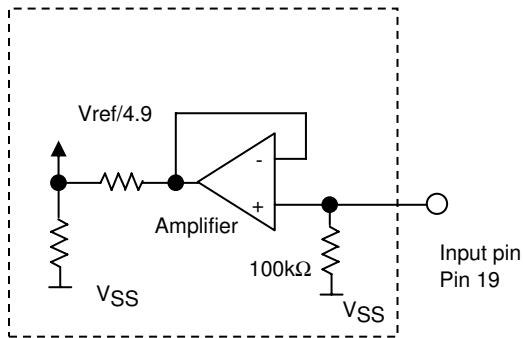 Vref/4.9
-
+
Amplifier
100kΩ
Input pin
Pin 19
VSS
VSS